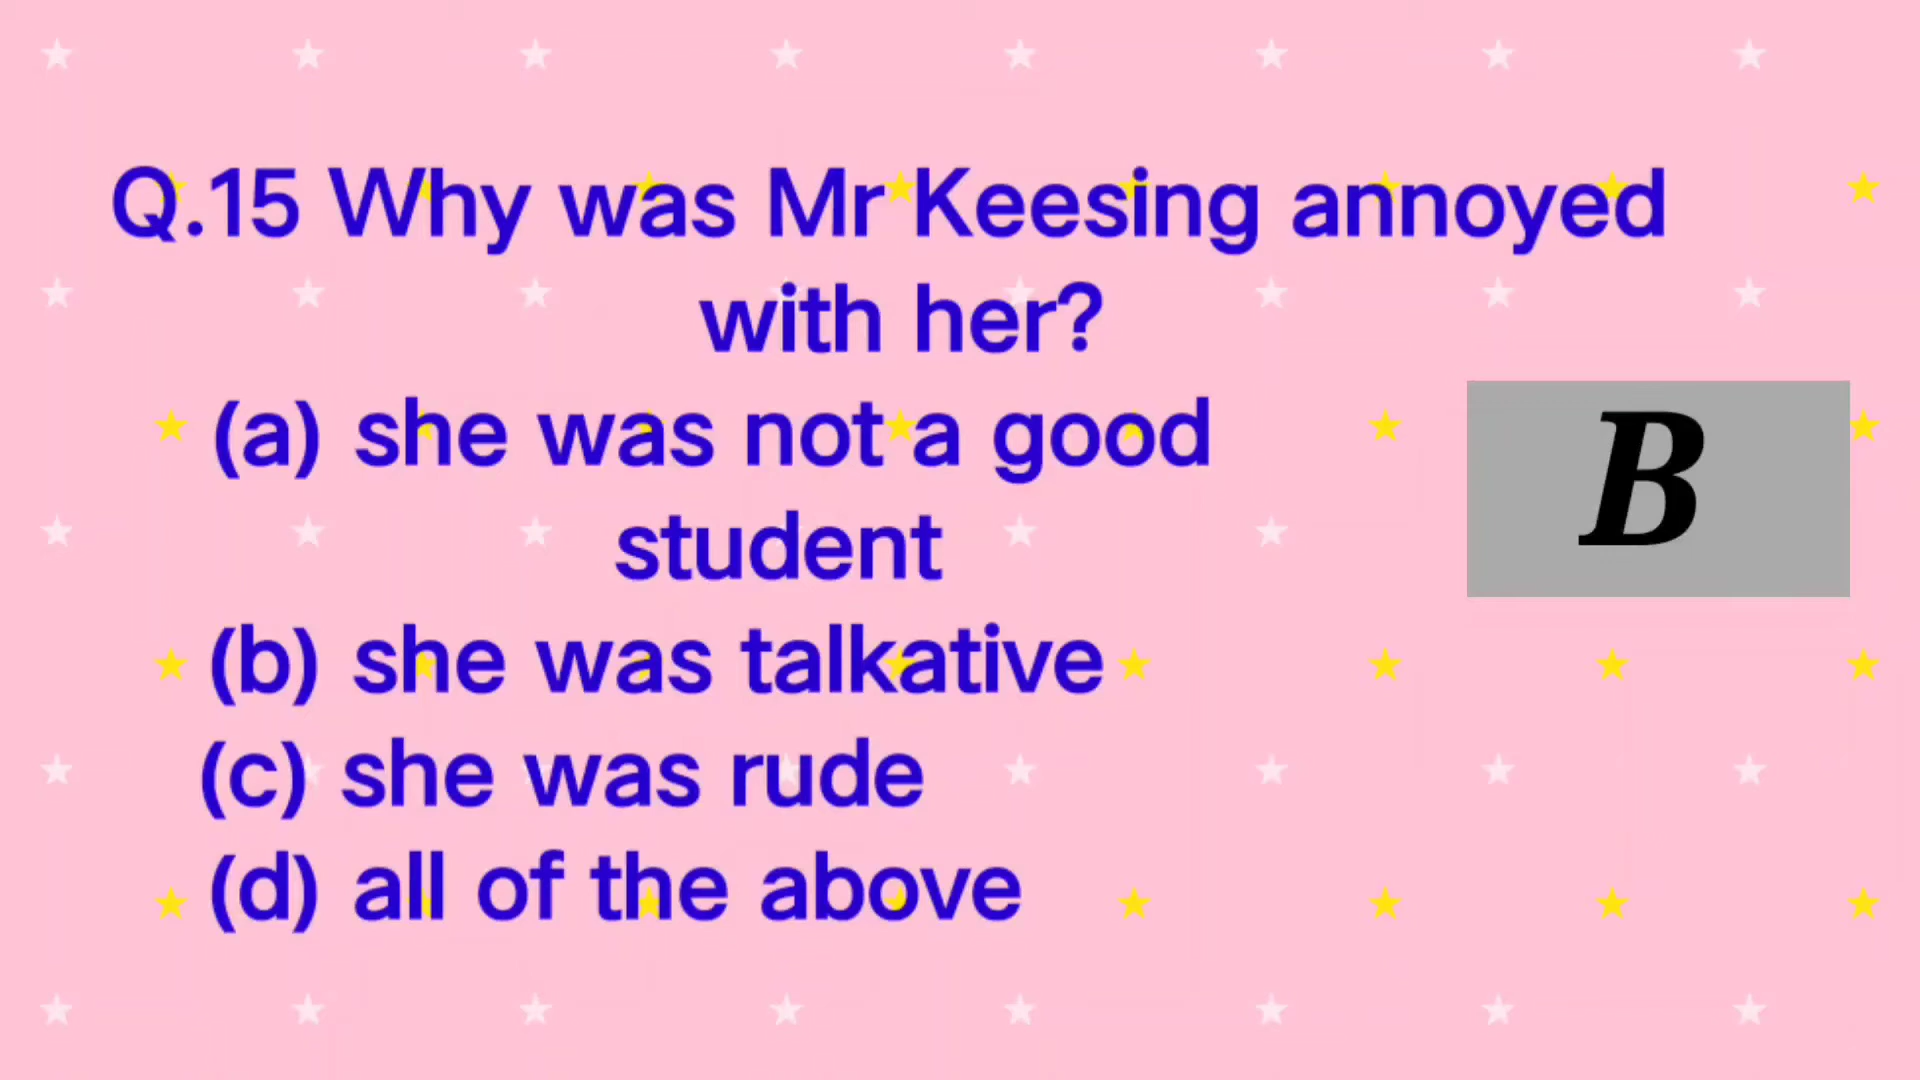 Q.15 Why was Mr Keesing annoyed
with her?
(a) she was not a good
student
(b) she was talkative
(c) she was rude
(d) all of the above
B